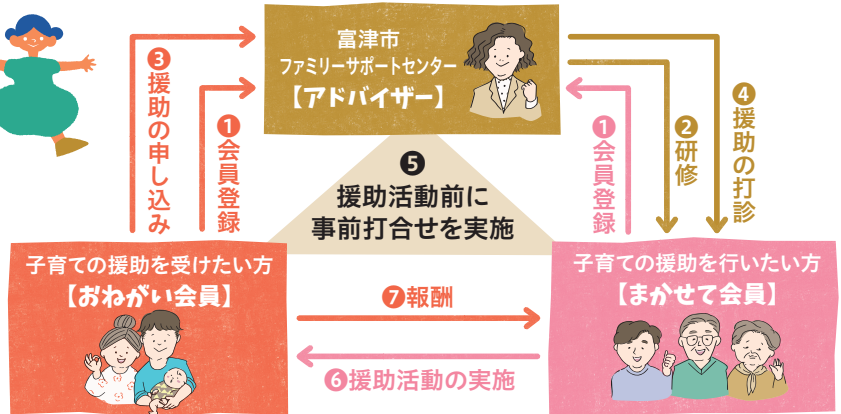 富津市
ファミリーサポートセンター
【アドバイザー】
❸援助の申し込み
❶会員登録
❶会員登録
❷研修
❹援助の打診
❺
援助活動前に
事前打合せを実施
子育ての援助を受けたい方
【おねがい会員】
子育ての援助を行いたい方
【まかせて会員】
❼報酬
❻援助活動の実施